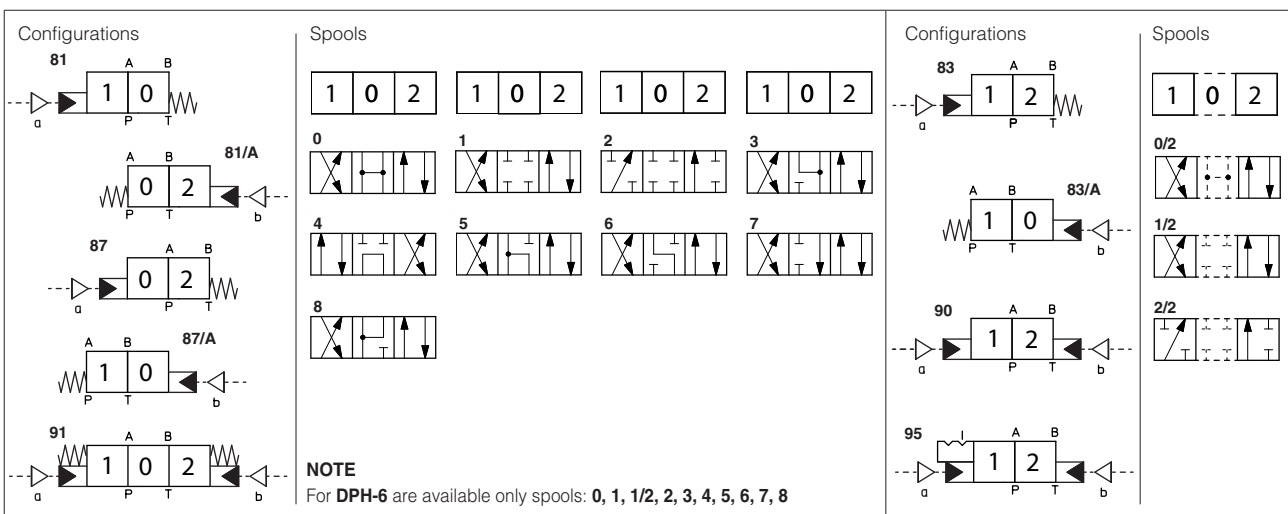 Configurations
Spools
Configurations
Spools
81
A B
1 0
a
P T
A B
81/A
0 2
P T
b
87
A B
0 2
a
P T
87/A
A B
1 0
P T
b
91
A B
1 0 2
a
P T
b
1 0 2
1 0 2
1 0 2
1 0 2
0
1
2
3
4
5
6
7
8
NOTE
For DPH-6 are available only spools: 0, 1, 1/2, 2, 3, 4, 5, 6, 7, 8
83
A B
1 2
a
P T
A B
83/A
1 0
P T
b
90
A B
1 2
a
P T
b
95
l
A B
1 2
a
P T
b
1 0 2
0/2
1/2
2/2